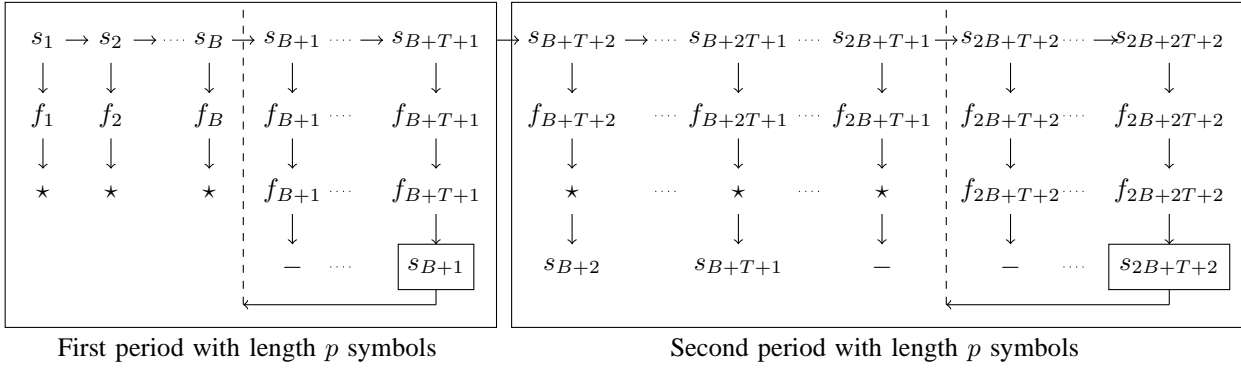 s_1 → s_2 → ···· s_B → s_{B+1} ···· → s_{B+T+1} → s_{B+T+2} → ···· s_{B+2T+1} ···· s_{2B+T+1} → s_{2B+T+2} ···· → s_{2B+2T+2}
f_1 f_2 f_B f_{B+1} ···· f_{B+T+1} f_{B+T+2} ···· f_{B+2T+1} ···· f_{2B+T+1} f_{2B+T+2} ···· f_{2B+2T+2}
⋆ ⋆ ⋆ f_{B+1} ···· f_{B+T+1} ⋆ ···· ⋆ ···· ⋆ f_{2B+T+2} ···· f_{2B+2T+2}
− ···· s_{B+1} s_{B+2} s_{B+T+1} − − ···· s_{2B+T+2}
First period with length p symbols Second period with length p symbols